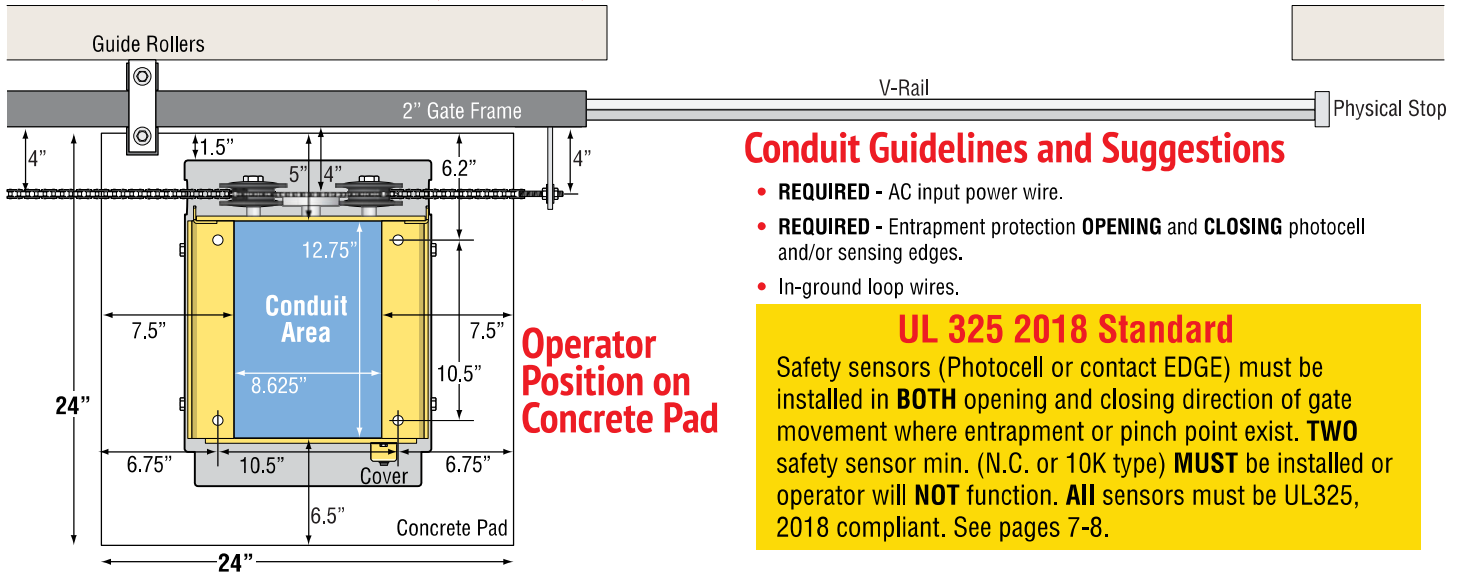 Guide Rollers
2” Gate Frame
V-Rail
Physical Stop
4”
1.5”
5”
4”
6.2”
4”
12.75”
Conduit
Area
7.5”
7.5”
8.625”
10.5”
24”
6.75”
10.5”
6.75”
Cover
6.5”
Concrete Pad
24”
Operator
Position on
Concrete Pad
Conduit Guidelines and Suggestions
• REQUIRED - AC input power wire.
• REQUIRED - Entrapment protection OPENING and CLOSING photocell
and/or sensing edges.
• In-ground loop wires.
UL 325 2018 Standard
Safety sensors (Photocell or contact EDGE) must be
installed in BOTH opening and closing direction of gate
movement where entrapment or pinch point exist. TWO
safety sensor min. (N.C. or 10K type) MUST be installed or
operator will NOT function. All sensors must be UL325,
2018 compliant. See pages 7-8.